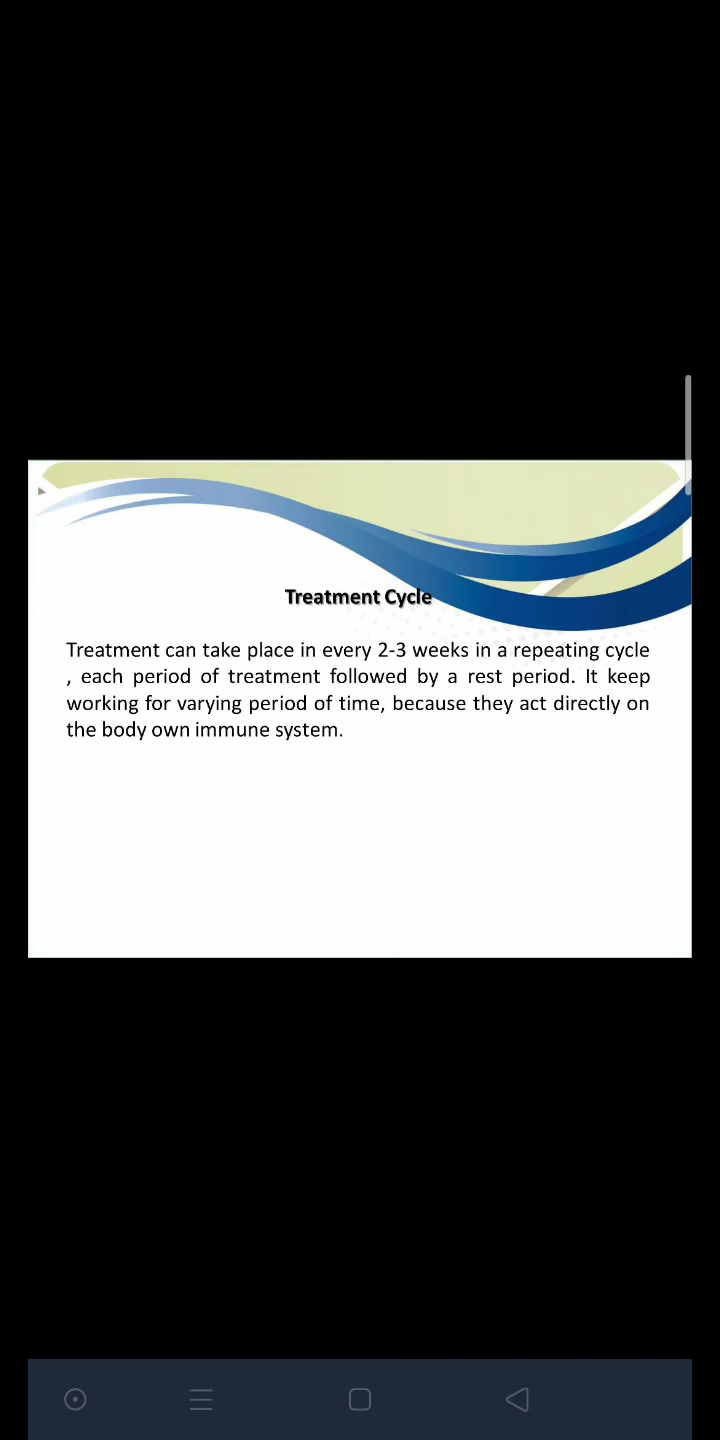 Treatment Cycle
Treatment can take place in every 2-3 weeks in a repeating cycle
, each period of treatment followed by a rest period. It keep
working for varying period of time, because they act directly on
the body own immune system.